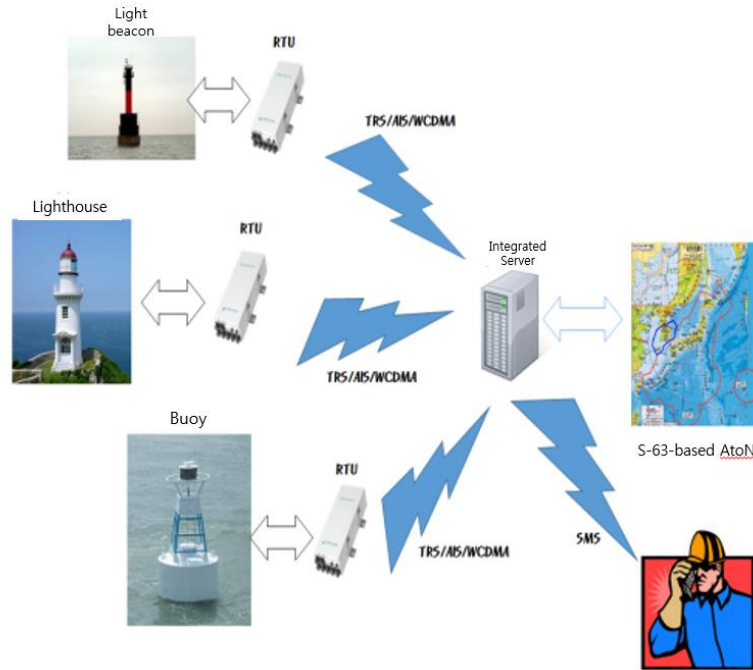 Light
beacon
RTU
TRS/AIS/WCDMA
Lighthouse
RTU
Integrated
Server
TRS/AIS/WCDMA
Buoy
RTU
S-63-based AtoN
TRS/AIS/WCDMA
SMS